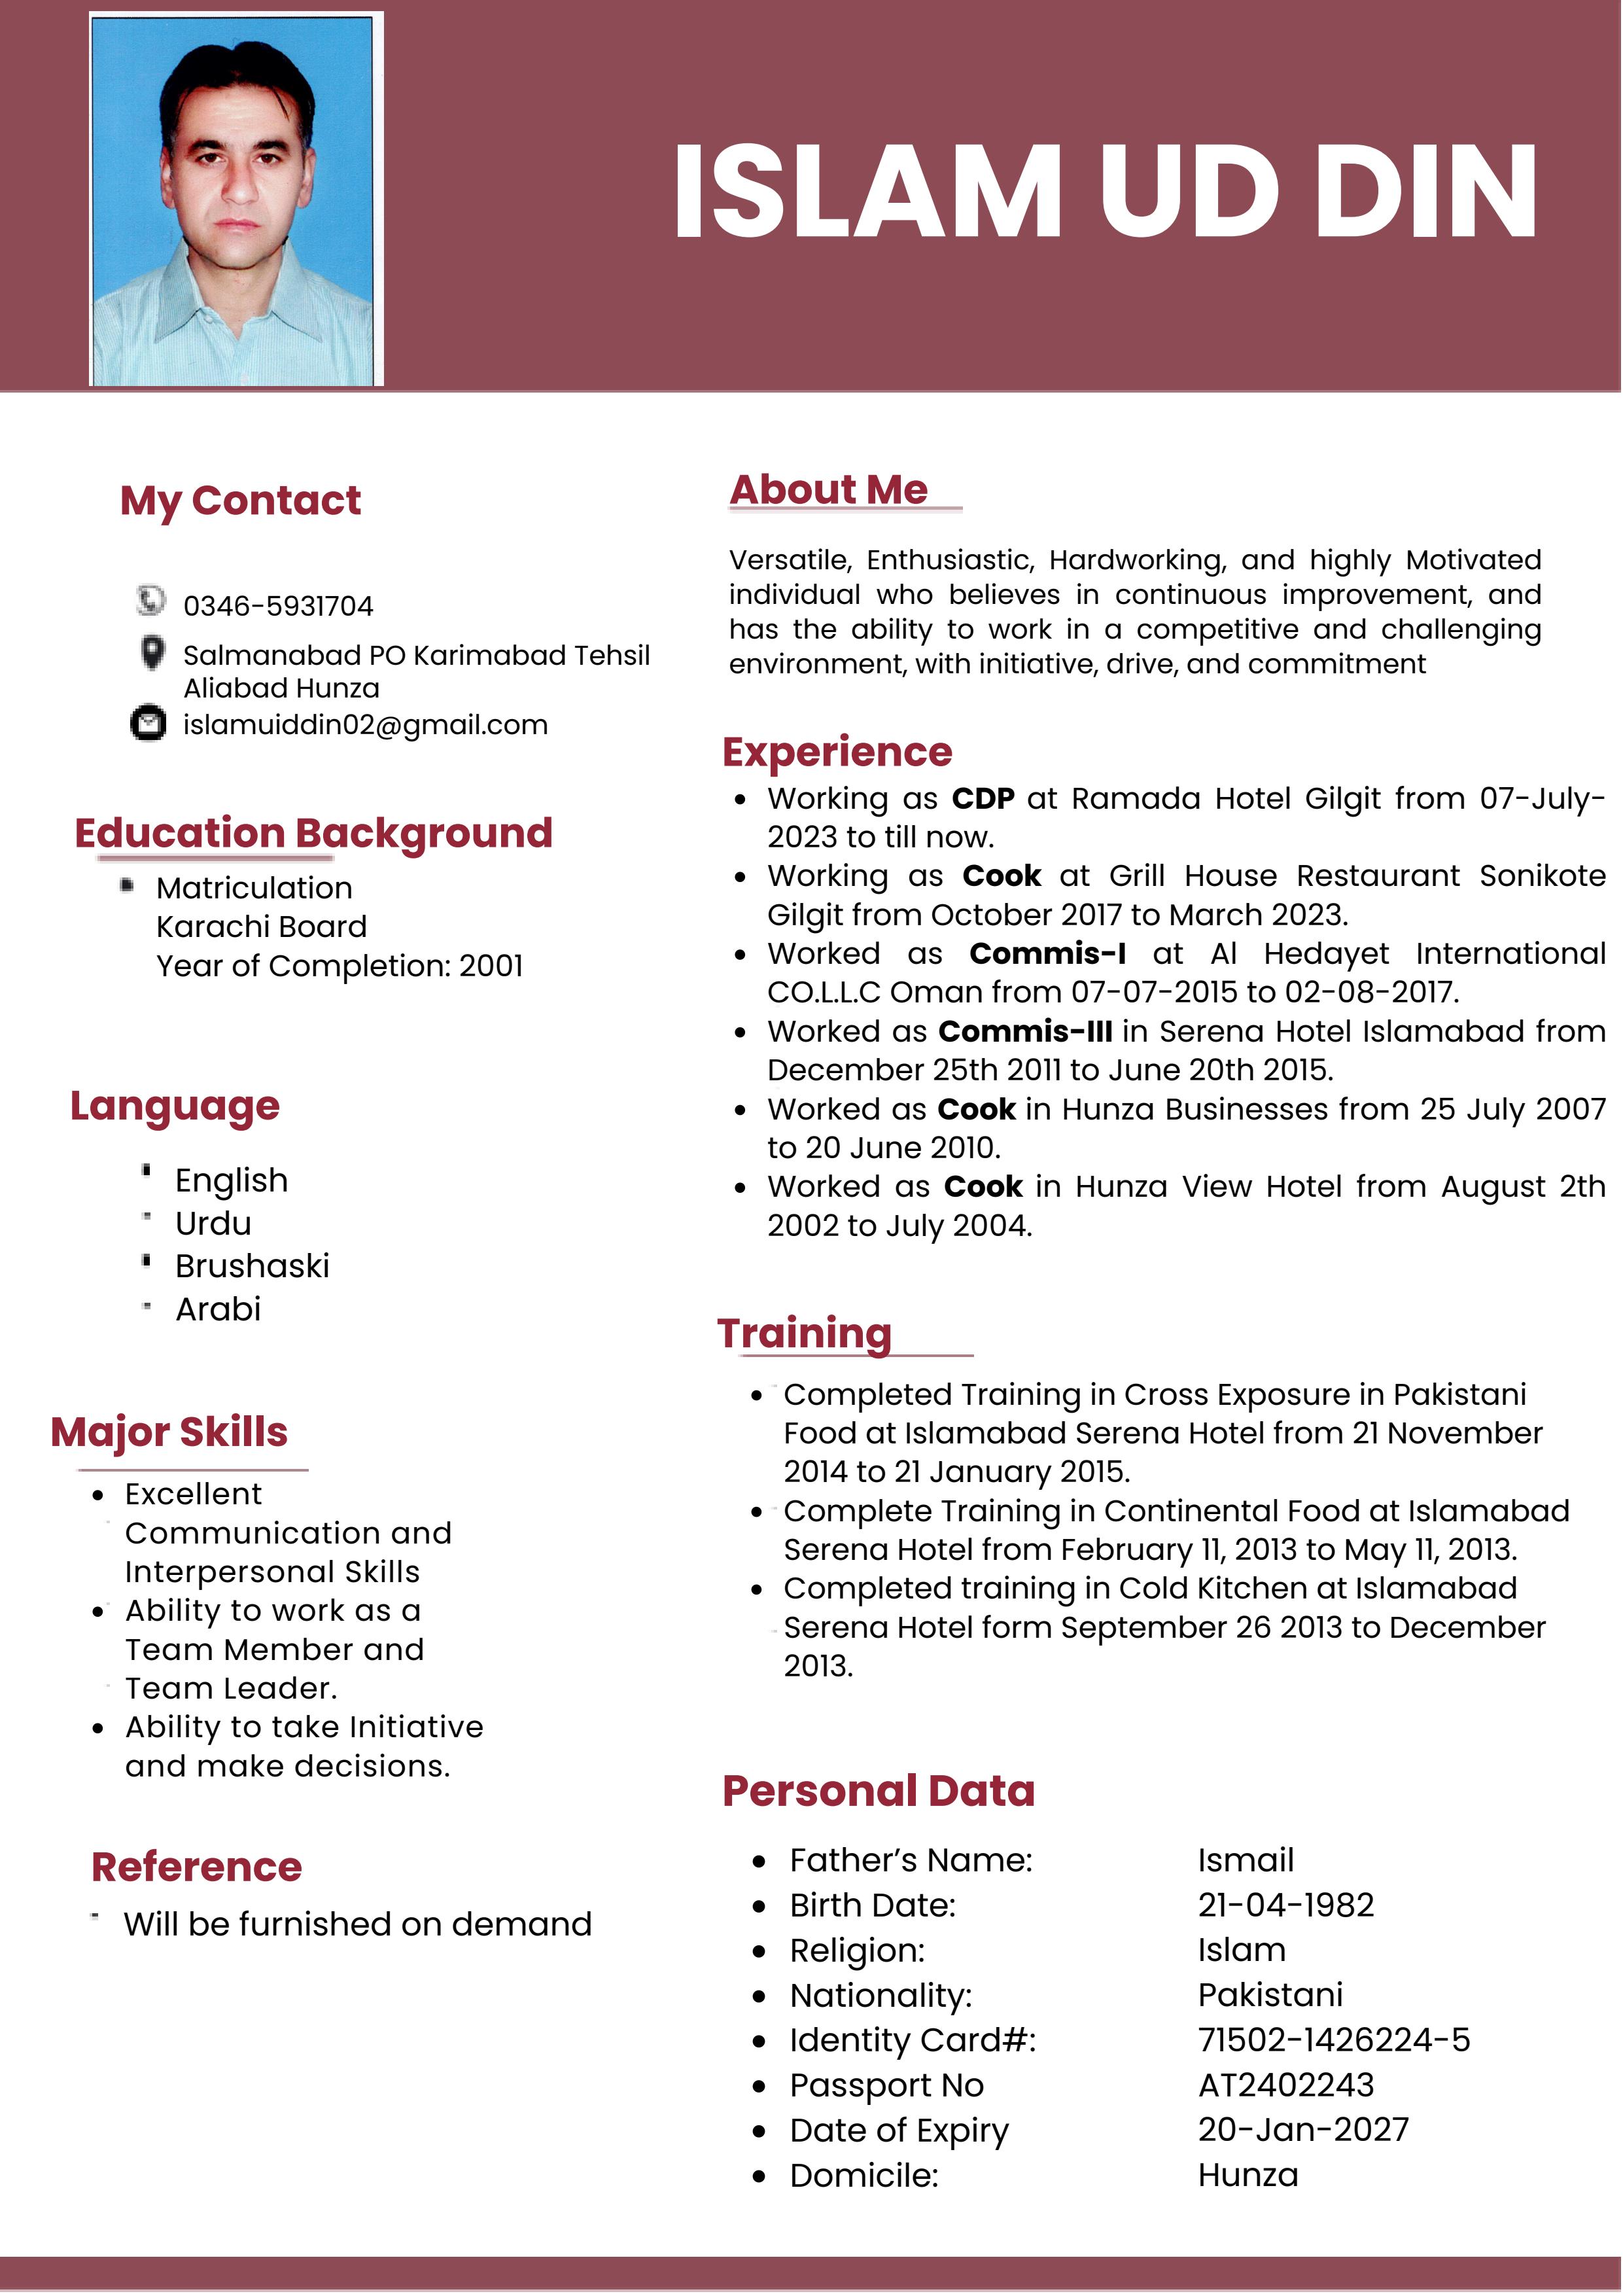 ISLAM UD DIN
My Contact
0346-5931704
Salmanabad PO Karimabad Tehsil
Aliabad Hunza
islamuiddin02@gmail.com
Education Background
Matriculation
Karachi Board
Year of Completion: 2001
Language
English
Urdu
Brushaski
Arabi
Major Skills
• Excellent
Communication and
Interpersonal Skills
• Ability to work as a
Team Member and
Team Leader.
• Ability to take Initiative
and make decisions.
Reference
Will be furnished on demand
About Me
Versatile, Enthusiastic, Hardworking, and highly Motivated
individual who believes in continuous improvement, and
has the ability to work in a competitive and challenging
environment, with initiative, drive, and commitment
Experience
• Working as CDP at Ramada Hotel Gilgit from 07-July-
2023 to till now.
• Working as Cook at Grill House Restaurant Sonikote
Gilgit from October 2017 to March 2023.
• Worked as Commis-I at Al Hedayet International
CO.L.L.C Oman from 07-07-2015 to 02-08-2017.
• Worked as Commis-III in Serena Hotel Islamabad from
December 25th 2011 to June 20th 2015.
• Worked as Cook in Hunza Businesses from 25 July 2007
to 20 June 2010.
• Worked as Cook in Hunza View Hotel from August 2th
2002 to July 2004.
Training
• Completed Training in Cross Exposure in Pakistani
Food at Islamabad Serena Hotel from 21 November
2014 to 21 January 2015.
• Complete Training in Continental Food at Islamabad
Serena Hotel from February 11, 2013 to May 11, 2013.
• Completed training in Cold Kitchen at Islamabad
Serena Hotel form September 26 2013 to December
2013.
Personal Data
• Father’s Name: Ismail
• Birth Date: 21-04-1982
• Religion: Islam
• Nationality: Pakistani
• Identity Card#: 71502-1426224-5
• Passport No AT2402243
• Date of Expiry 20-Jan-2027
• Domicile: Hunza